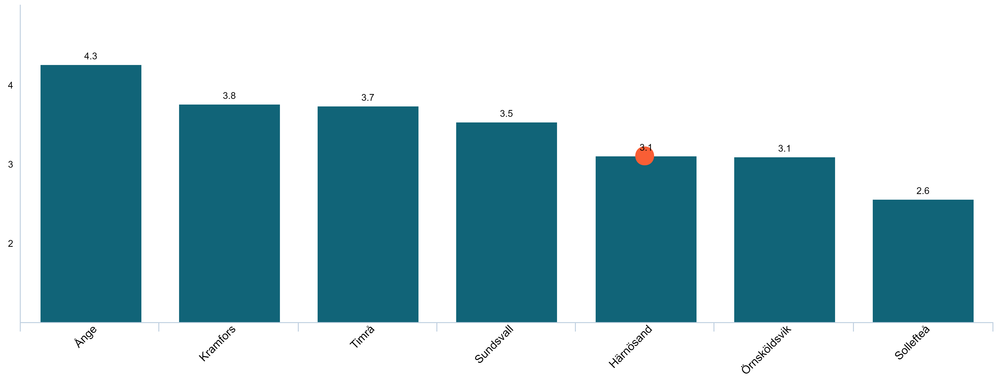 4.3
3.8
3.7
3.5
3.1
3.1
2.6
4
3
2
Ånge
Kramfors
Timrå
Sundsvall
Härnösand
Örnsköldsvik
Sollefteå